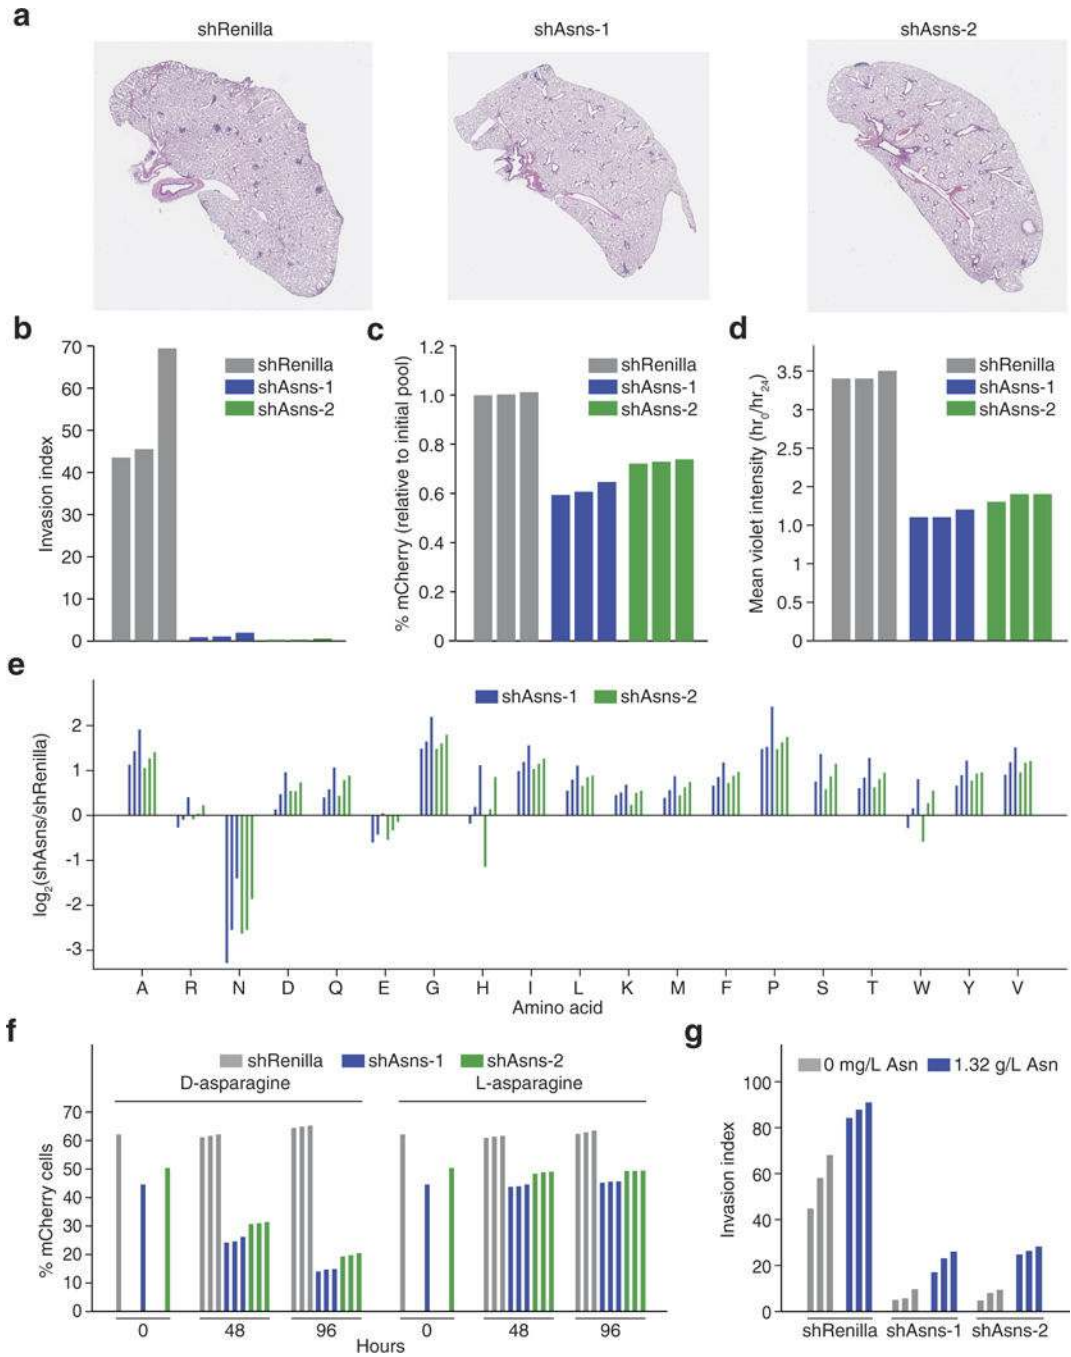 a
shRenilla
shAsns-1
shAsns-2
b
Invasion index
70
60
50
40
30
20
10
0
shRenilla
shAsns-1
shAsns-2
c
% mCherry (relative to initial pool)
1.2
1.0
0.8
0.6
0.4
0.2
0
shRenilla
shAsns-1
shAsns-2
d
Mean violet intensity (hr0/hr24)
3.5
3
2
1.0
1
0.5
0
shRenilla
shAsns-1
shAsns-2
e
log2(shAsns/shRenilla)
shAsns-1 shAsns-2
2
1
0
-1
-2
-3
A R N D Q E G H I L K M F P S T W Y V
Amino acid
f
shRenilla shAsns-1 shAsns-2
D-asparagine L-asparagine
% mCherry cells
70
60
50
40
30
20
10
0
0 48 96 0 48 96
Hours
g
0 mg/L Asn 1.32 g/L Asn
Invasion index
100
80
60
40
20
0
shRenilla shAsns-1 shAsns-2